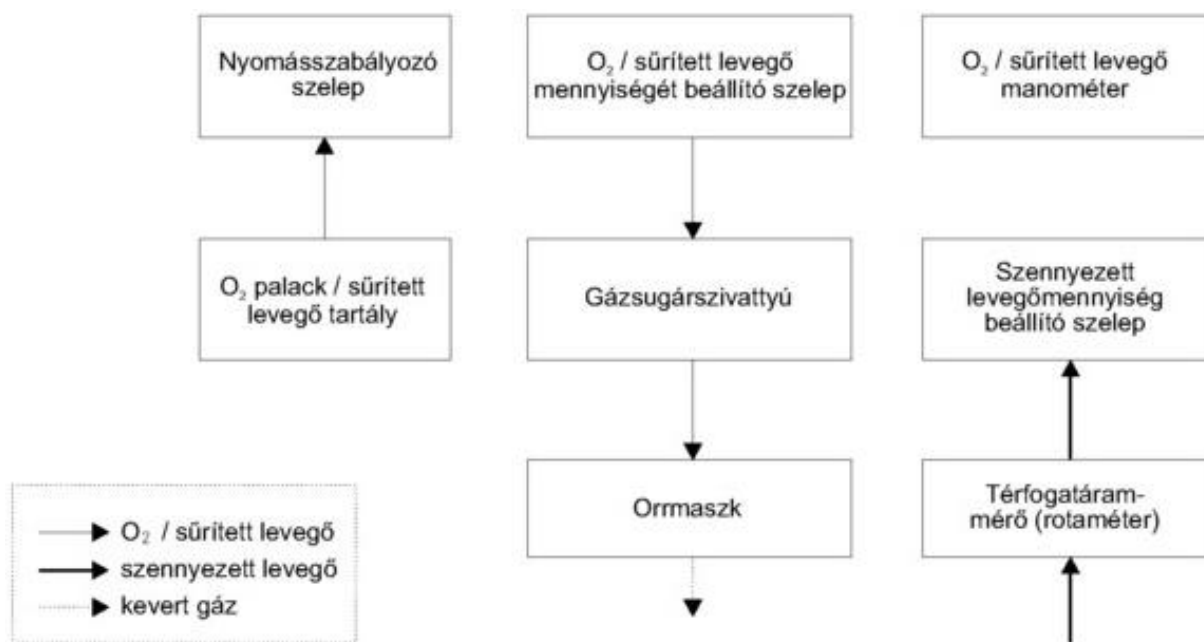 Nyomásszabályozó
szelep
O₂ / sűrített levegő
mennyiségét beállító szelep
O₂ / sűrített levegő
manométer
O₂ palack / sűrített
levegő tartály
Gázsugárszivattyú
Szennyezett
levegőmennyiség
beállító szelep
Orrmaszk
Térfogatáram-
mérő (rotaméter)
O₂ / sűrített levegő
szennyezett levegő
kevert gáz